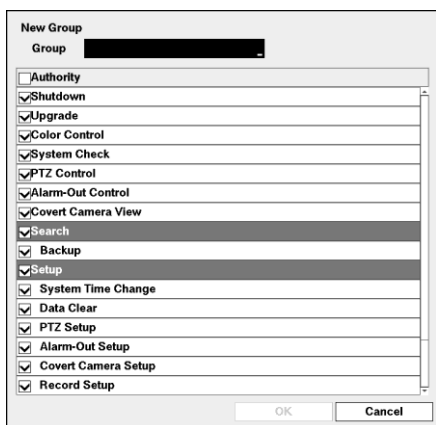 New Group
Group
Authority
Shutdown
Upgrade
Color Control
System Check
PTZ Control
Alarm-Out Control
Covert Camera View
Search
Backup
Setup
System Time Change
Data Clear
PTZ Setup
Alarm-Out Setup
Covert Camera Setup
Record Setup
OK Cancel